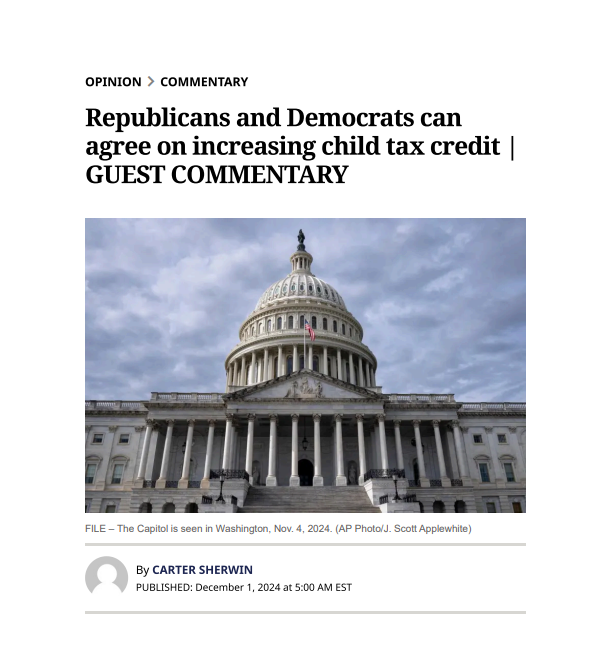 OPINION > COMMENTARY
Republicans and Democrats can
agree on increasing child tax credit |
GUEST COMMENTARY
FILE – The Capitol is seen in Washington, Nov. 4, 2024. (AP Photo/J. Scott Applewhite)
By CARTER SHERWIN
PUBLISHED: December 1, 2024 at 5:00 AM EST